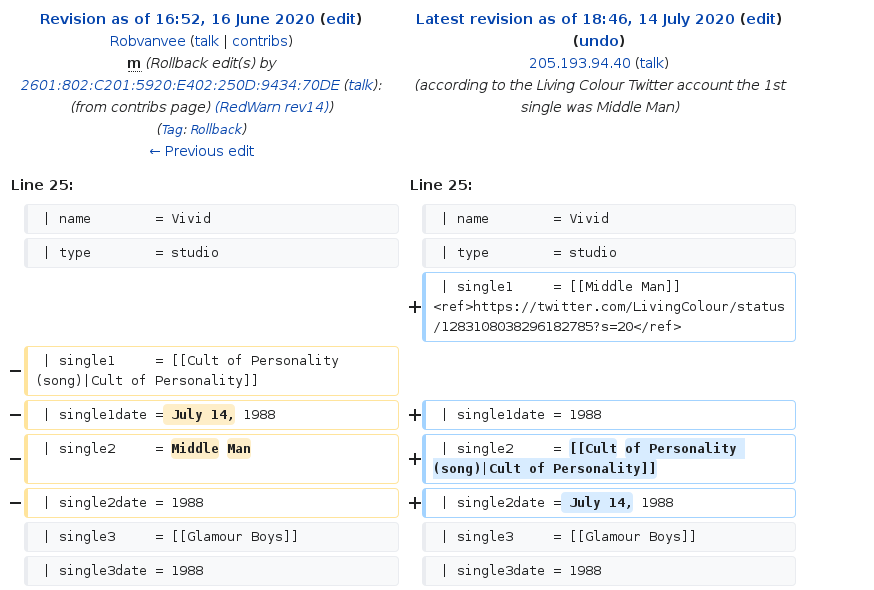 Revision as of 16:52, 16 June 2020 (edit)
Robvanvee (talk | contribs)
m (Rollback edit(s) by
2601:802:C201:5920:E402:250D:9434:70DE (talk):
(from contribs page) (RedWarn rev14))
(Tag: Rollback)
← Previous edit
Latest revision as of 18:46, 14 July 2020 (edit)
(undo)
205.193.94.40 (talk)
(according to the Living Colour Twitter account the 1st
single was Middle Man)
Line 25:
Line 25:
| name = Vivid
| name = Vivid
| type = studio
| type = studio
+ | single1 = [[Middle Man]]
<ref>https://twitter.com/LivingColour/status
/1283108038296182785?s=20</ref>
− | single1 = [[Cult of Personality
(song)|Cult of Personality]]
− | single1date = July 14, 1988
+ | single1date = 1988
− | single2 = Middle Man
+ | single2 = [[Cult of Personality
(song)|Cult of Personality]]
− | single2date = 1988
+ | single2date = July 14, 1988
| single3 = [[Glamour Boys]]
| single3 = [[Glamour Boys]]
| single3date = 1988
| single3date = 1988